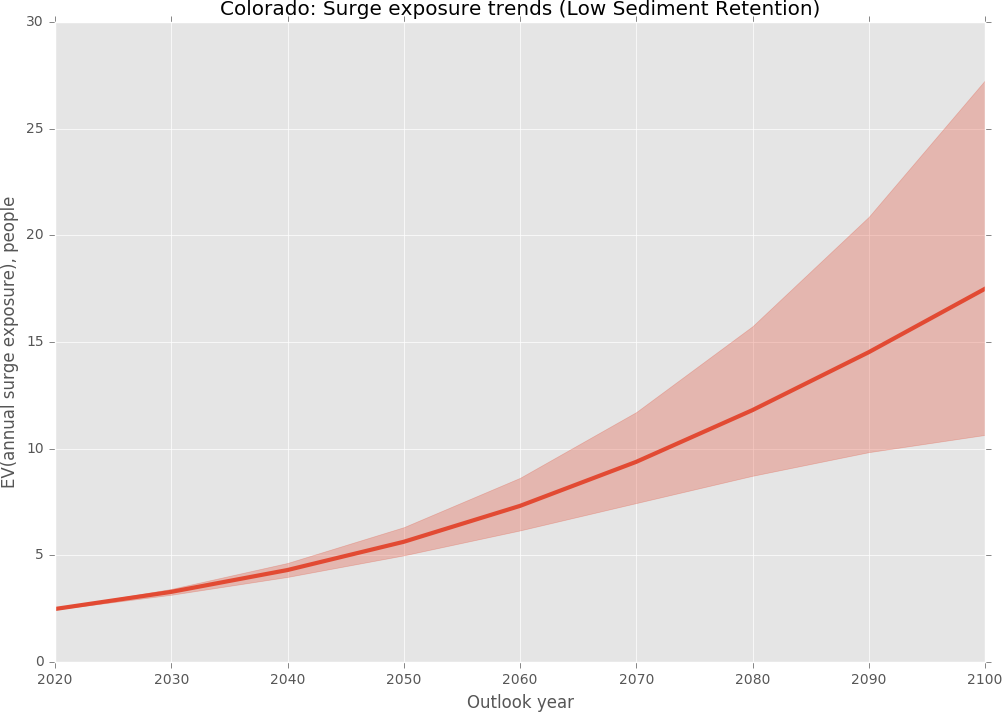 Colorado: Surge exposure trends (Low Sediment Retention)
30
25
20
15
10
5
0
EV(annual surge exposure), people
2020 2030 2040 2050 2060 2070 2080 2090 2100
Outlook year